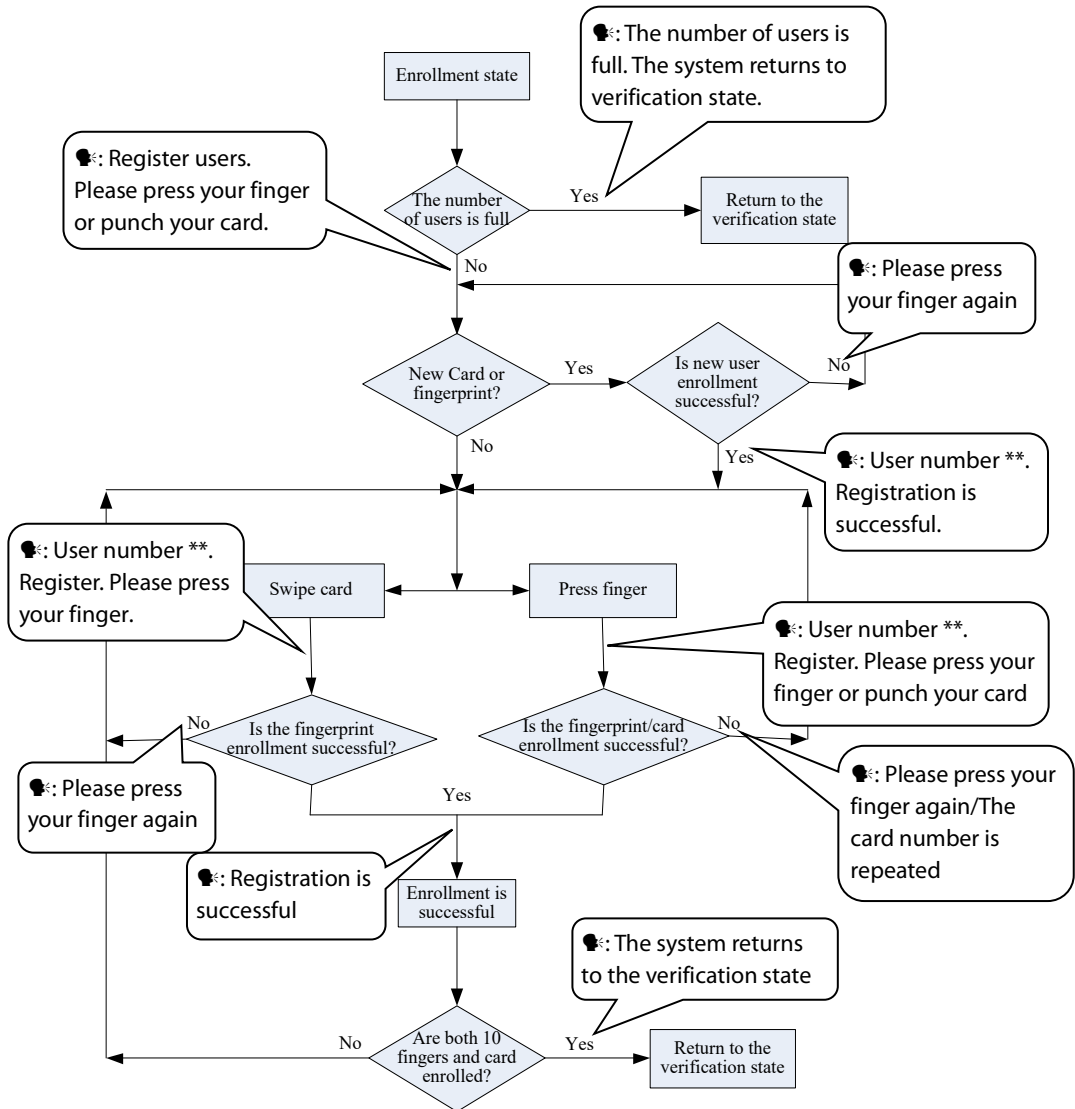 🗣: The number of users is
full. The system returns to
verification state.
Enrollment state
🗣: Register users.
Please press your finger
or punch your card.
The number
of users is full
Yes
Return to the
verification state
No
🗣: Please press
your finger again
New Card or
fingerprint?
Yes
Is new user
enrollment
successful?
No
No
Yes
🗣: User number **.
Registration is
successful.
🗣: User number **.
Register. Please press
your finger.
Swipe card
Press finger
🗣: User number **.
Register. Please press your
finger or punch your card
No
Is the fingerprint
enrollment successful?
Is the fingerprint/card
enrollment successful?
No
🗣: Please press
your finger again
Yes
🗣: Please press your
finger again/The
card number is
repeated
🗣: Registration is
successful
Enrollment is
successful
🗣: The system returns
to the verification state
No
Are both 10
fingers and card
enrolled?
Yes
Return to the
verification state